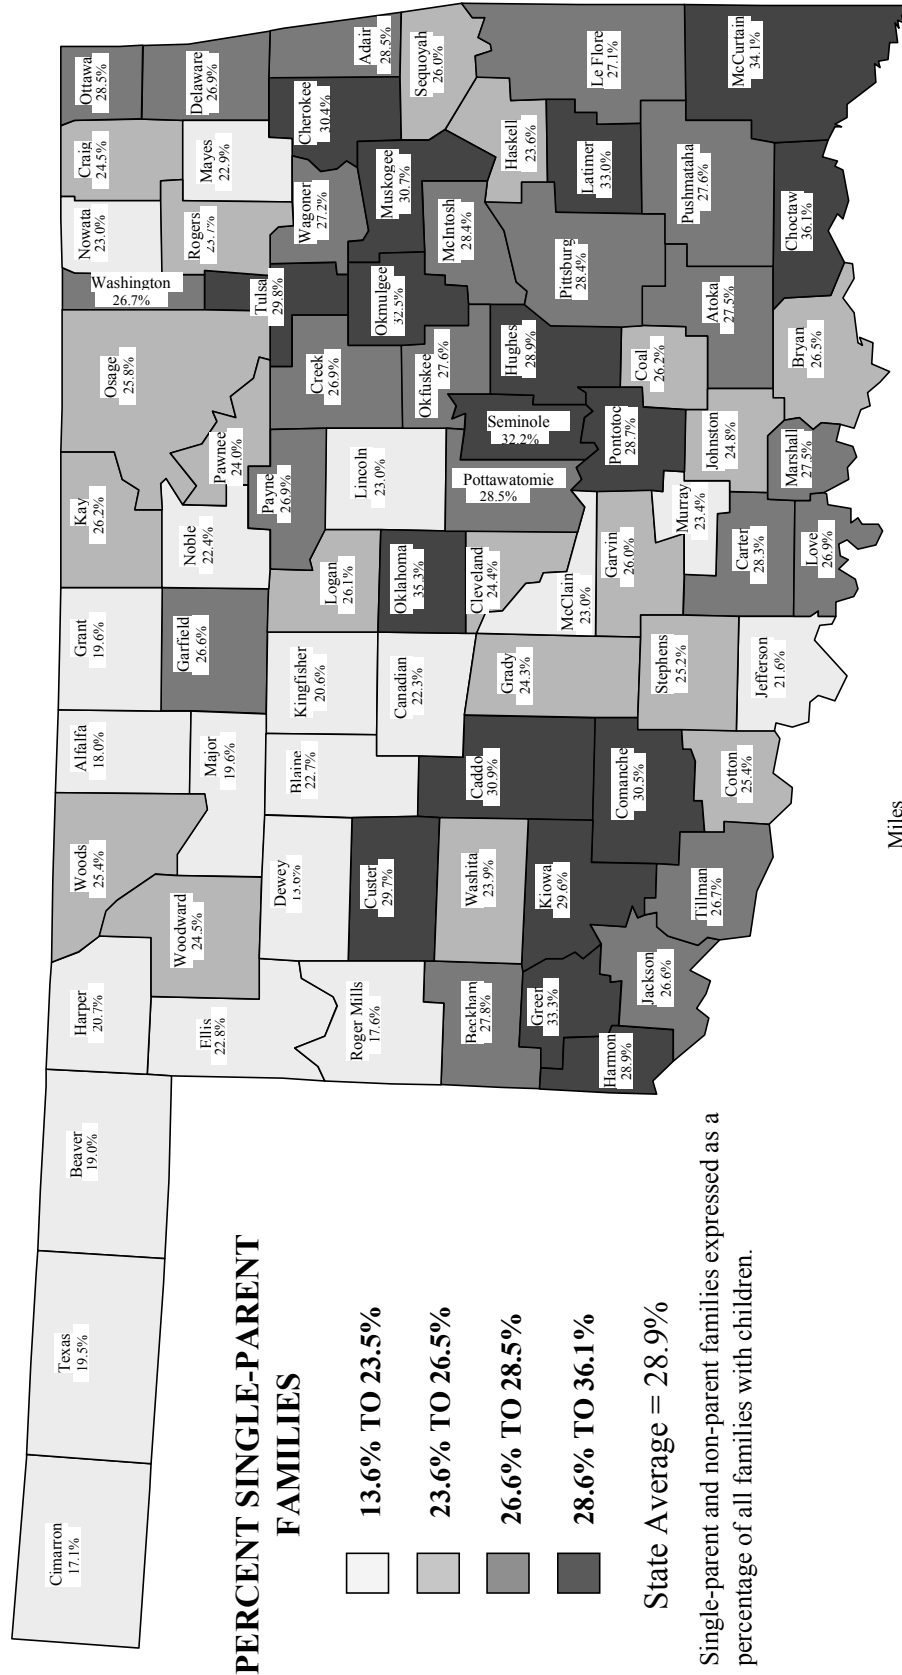 Cimarron
17.1%
Texas
19.5%
Beaver
19.0%
Harper
20.7%
Woods
25.4%
Alfalfa
18.0%
Grant
19.6%
Kay
26.2%
Osage
25.8%
Washington
26.7%
Nowata
23.0%
Craig
24.5%
Ottawa
28.5%
Ellis
22.8%
Woodward
24.5%
Major
19.6%
Garfield
26.6%
Noble
22.4%
Pawnee
24.0%
Rogers
23.7%
Mayes
22.9%
Delaware
26.9%
Roger Mills
17.6%
Dewey
13.6%
Blaine
22.7%
Kingfisher
20.6%
Logan
26.1%
Payne
26.9%
Lincoln
23.0%
Creek
26.9%
Tulsa
29.8%
Wagoner
27.2%
Cherokee
30.4%
Adair
28.5%
Custer
29.7%
Canadian
22.3%
Oklahoma
35.3%
Okfuskee
27.6%
Okmulgee
32.5%
Muskogee
30.7%
Sequoyah
26.0%
Beckham
27.8%
Washita
23.9%
Caddo
30.9%
Grady
24.3%
Cleveland
24.4%
Pottawatomie
28.5%
Seminole
32.2%
Hughes
28.9%
McIntosh
28.4%
Haskell
23.6%
Green
33.3%
Kiowa
29.6%
McClain
23.0%
Garvin
26.0%
Pontotoc
28.7%
Coal
26.2%
Pittsburg
28.4%
Latimer
33.0%
Le Flore
27.1%
Harmon
28.9%
Jackson
26.6%
Comanche
30.5%
Stephens
25.2%
Murray
23.4%
Johnston
24.8%
Atoka
27.5%
Pushmataha
27.6%
McCurtain
34.1%
Tillman
26.7%
Cotton
25.4%
Jefferson
21.6%
Carter
28.3%
Love
26.9%
Marshall
27.5%
Bryan
26.5%
Choctaw
36.1%
PERCENT SINGLE-PARENT
FAMILIES
13.6% TO 23.5%
23.6% TO 26.5%
26.6% TO 28.5%
28.6% TO 36.1%
State Average = 28.9%
Single-parent and non-parent families expressed as a
percentage of all families with children.
Miles